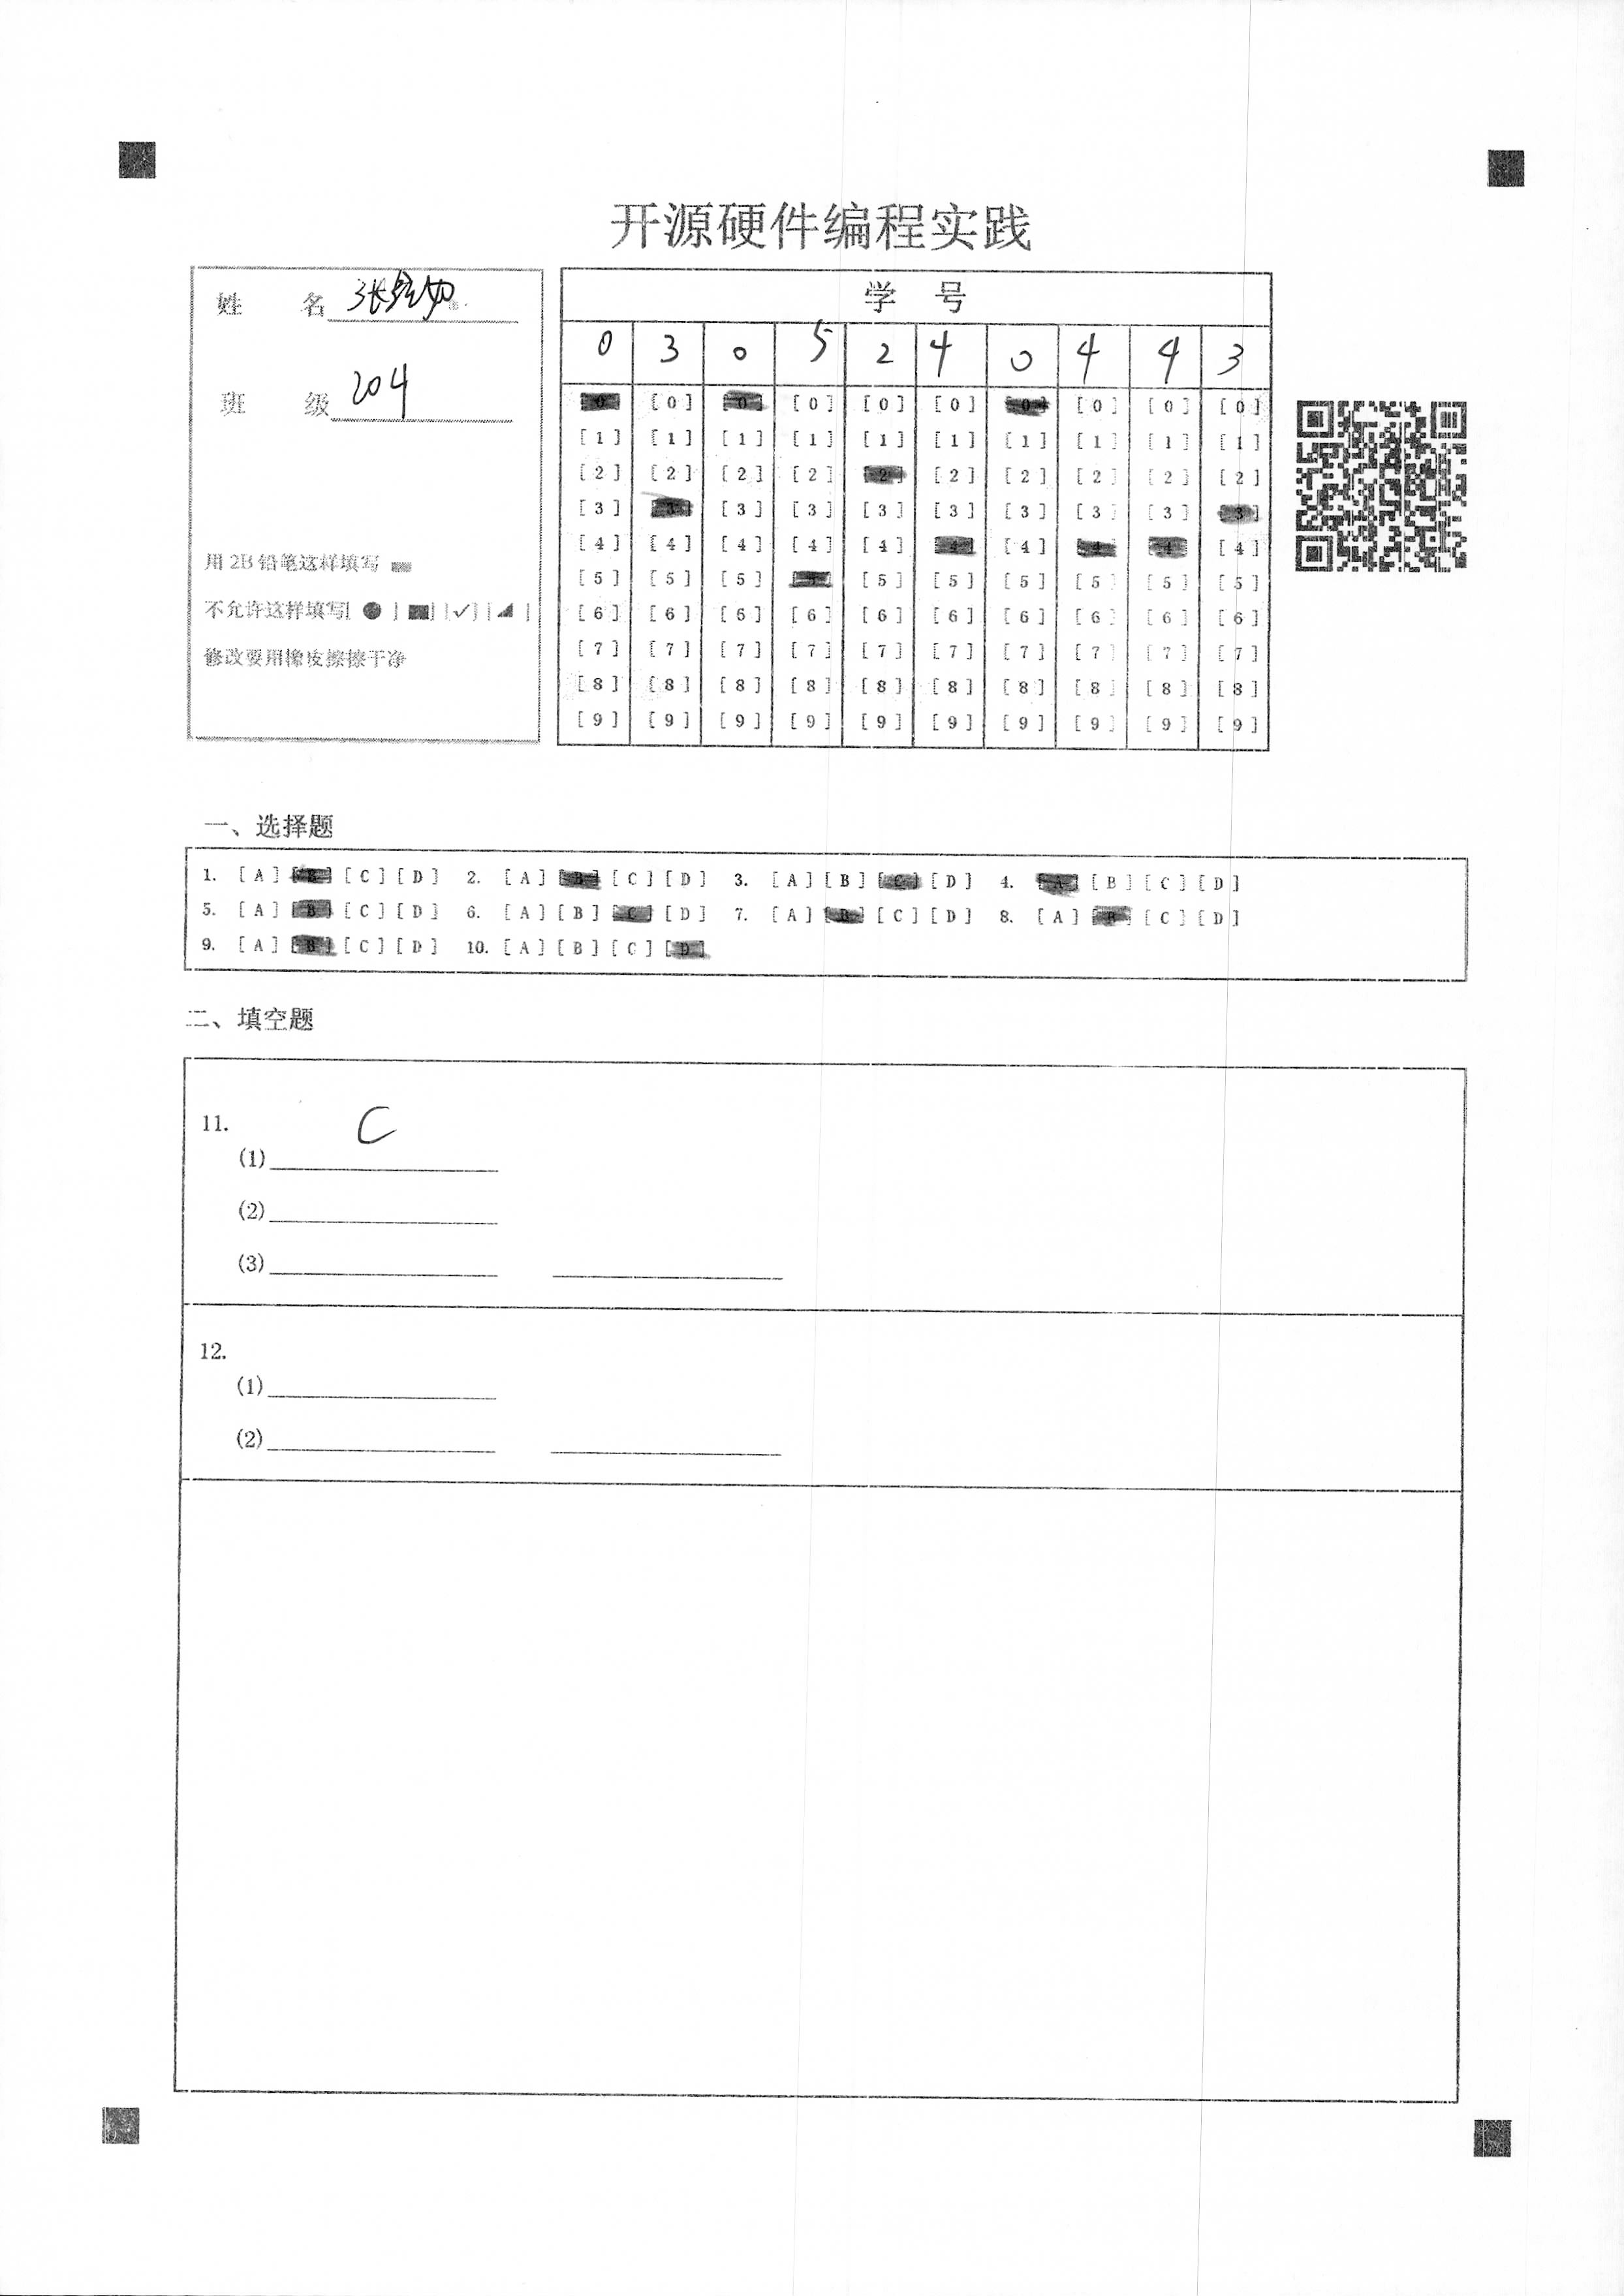 开源硬件编程实践
姓 名 张
班 级 204
用 2B 铅笔这样填写
不允许这样填写[ ● ] [■] [✓] [◢ ]
修改要用橡皮擦擦干净
学 号
0 3 0 5 2 4 0 4 4 3
[0] [0] [0] [0] [0] [0] [0] [0] [0] [0]
[1] [1] [1] [1] [1] [1] [1] [1] [1] [1]
[2] [2] [2] [2] [2] [2] [2] [2] [2] [2]
[3] [3] [3] [3] [3] [3] [3] [3] [3] [3]
[4] [4] [4] [4] [4] [4] [4] [4] [4] [4]
[5] [5] [5] [5] [5] [5] [5] [5] [5] [5]
[6] [6] [6] [6] [6] [6] [6] [6] [6] [6]
[7] [7] [7] [7] [7] [7] [7] [7] [7] [7]
[8] [8] [8] [8] [8] [8] [8] [8] [8] [8]
[9] [9] [9] [9] [9] [9] [9] [9] [9] [9]
一、选择题
1. [A] [B] [C] [D] 2. [A] [B] [C] [D] 3. [A] [B] [C] [D] 4. [A] [B] [C] [D]
5. [A] [B] [C] [D] 6. [A] [B] [C] [D] 7. [A] [B] [C] [D] 8. [A] [B] [C] [D]
9. [A] [B] [C] [D] 10. [A] [B] [C] [D]
二、填空题
11.
(1) C
(2)
(3)
12.
(1)
(2)